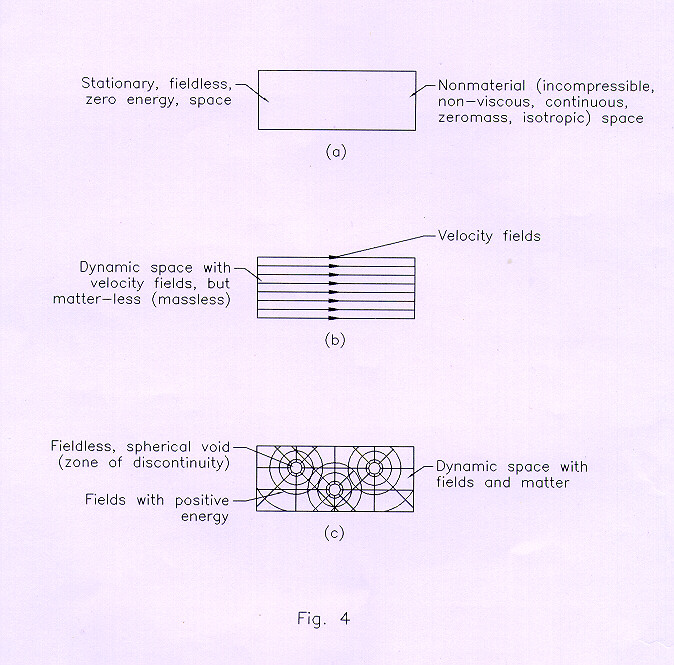 Stationary, fieldless,
zero energy, space
Nonmaterial (incompressible,
non-viscous, continuous,
zeromass, isotropic) space
(a)
Velocity fields
Dynamic space with
velocity fields, but
matter-less (massless)
(b)
Fieldless, spherical void
(zone of discontinuity)
Fields with positive
energy
Dynamic space with
fields and matter
(c)
Fig. 4